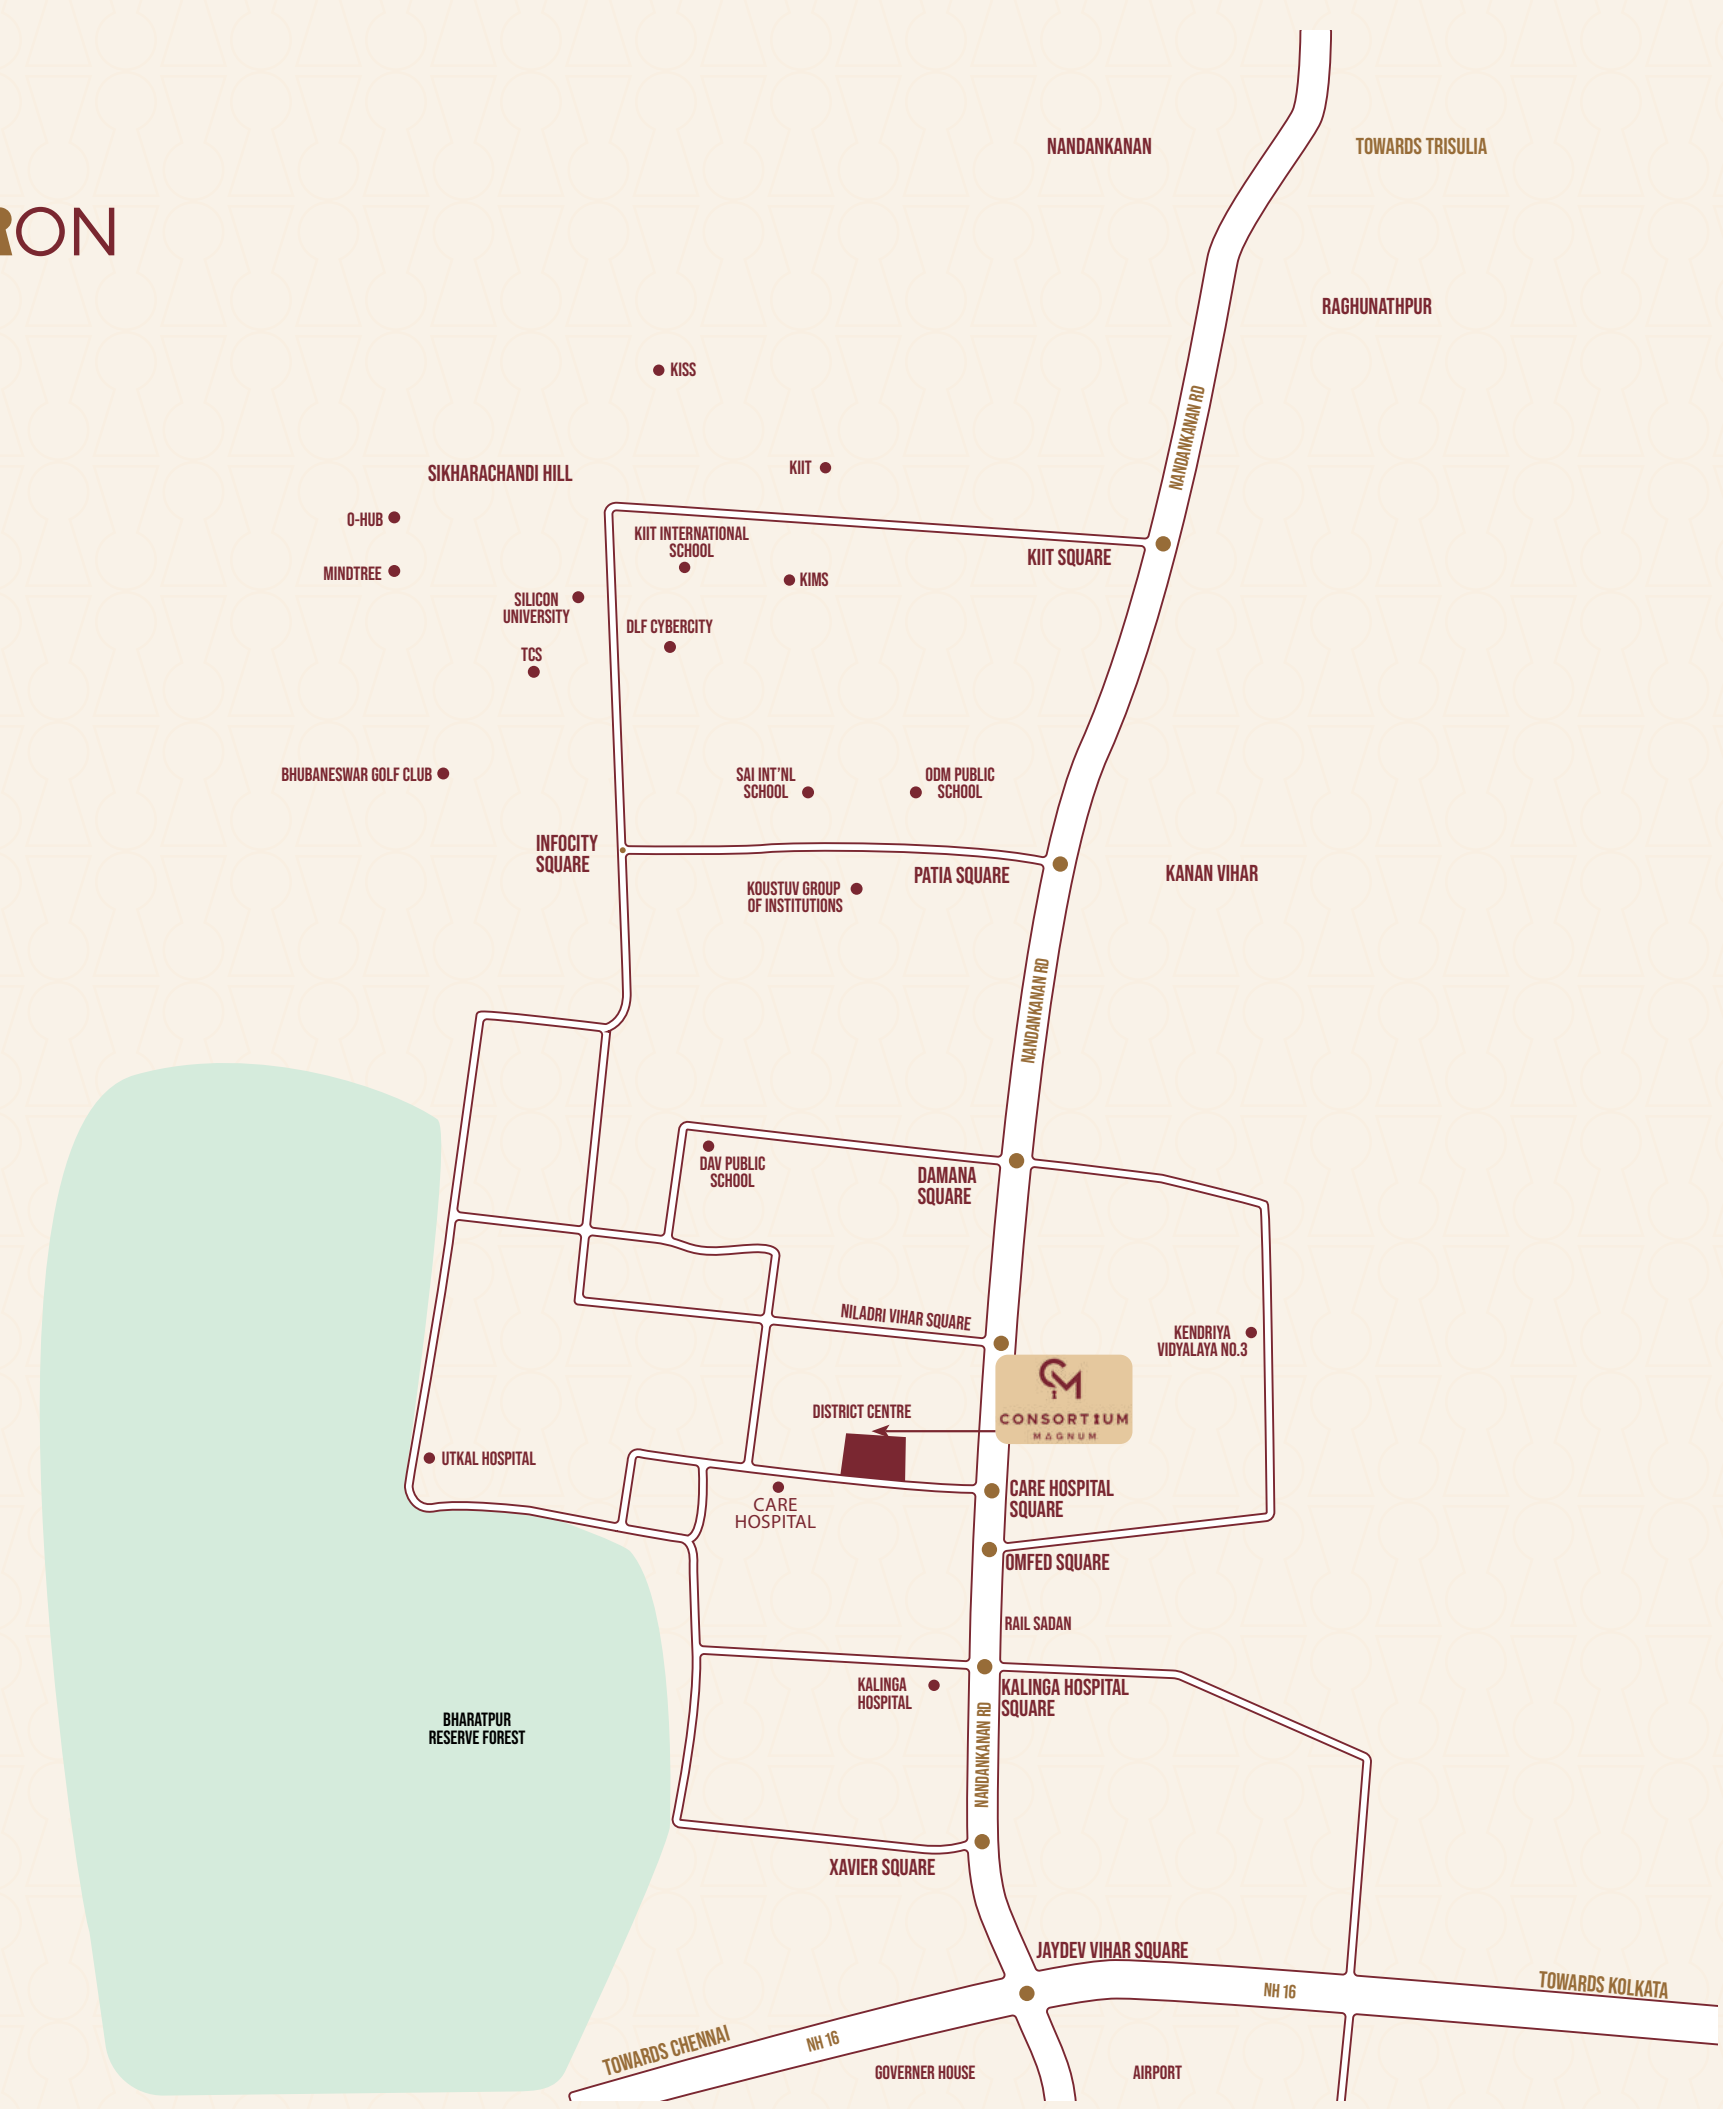 NANDANKANAN
TOWARDS TRISULIA
RON
RAGHUNATHPUR
KISS
NANDANKANAN RD
KIIT
SIKHARACHANDI HILL
O-HUB
KIIT INTERNATIONAL
SCHOOL
KIIT SQUARE
MINDTREE
KIMS
SILICON
UNIVERSITY
DLF CYBERCITY
TCS
BHUBANESWAR GOLF CLUB
SAI INT'NL
SCHOOL
ODM PUBLIC
SCHOOL
INFOCITY
SQUARE
PATIA SQUARE
KANAN VIHAR
KOUSTUV GROUP
OF INSTITUTIONS
NANDANKANAN RD
DAV PUBLIC
SCHOOL
DAMANA
SQUARE
NILADRI VIHAR SQUARE
KENDRIYA
VIDYALAYA NO.3
CM
CONSORTIUM
MAGNUM
DISTRICT CENTRE
UTKAL HOSPITAL
CARE HOSPITAL
SQUARE
CARE
HOSPITAL
OMFED SQUARE
RAIL SADAN
KALINGA
HOSPITAL
KALINGA HOSPITAL
SQUARE
BHARATPUR
RESERVE FOREST
NANDANKANAN RD
XAVIER SQUARE
JAYDEV VIHAR SQUARE
NH 16
TOWARDS KOLKATA
TOWARDS CHENNAI
NH 16
GOVERNER HOUSE
AIRPORT